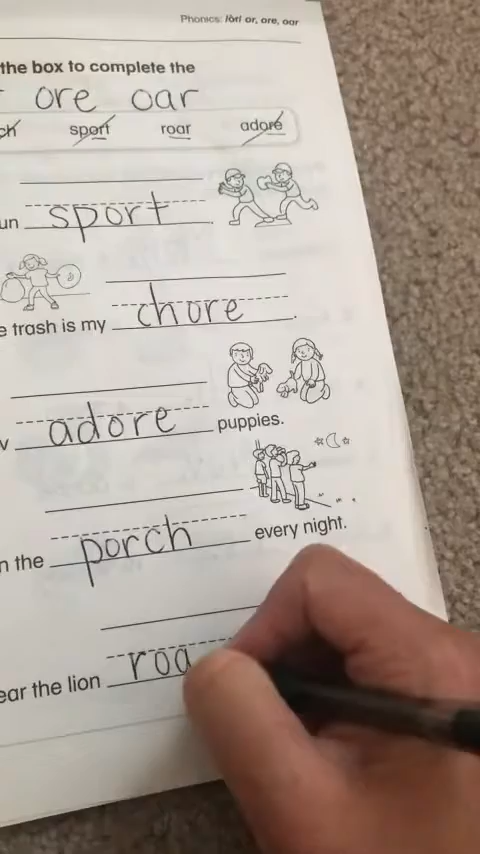 Phonics: /ôr/ or, ore, oar
the box to complete the
ore oar
ch sport roar adore
un sport.
e trash is my chore.
adore puppies.
n the porch every night.
ear the lion roa